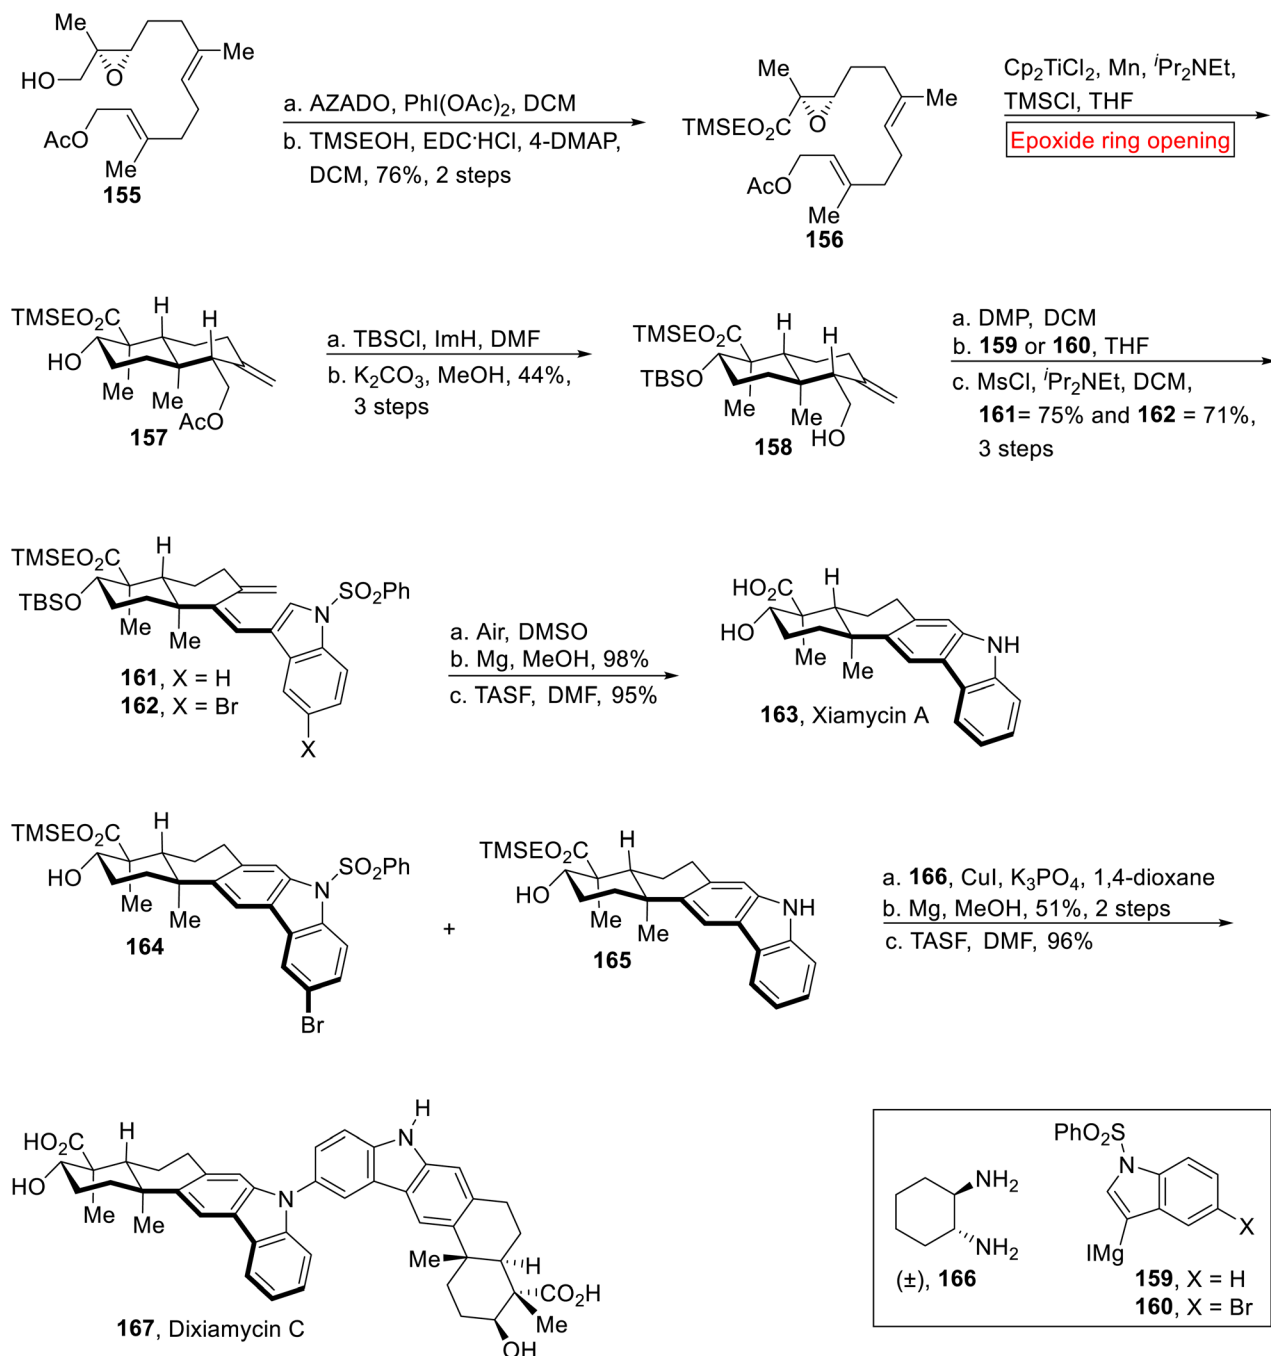 Me
Me
HO
O
AcO
Me
155
a. AZADO, PhI(OAc)2, DCM
b. TMSEOH, EDC·HCl, 4-DMAP,
DCM, 76%, 2 steps
Me
Me
TMSEO2C
O
AcO
Me
156
Cp2TiCl2, Mn, iPr2NEt,
TMSCl, THF
Epoxide ring opening
TMSEO2C
H
H
HO
Me
Me
AcO
157
a. TBSCl, ImH, DMF
b. K2CO3, MeOH, 44%,
3 steps
TMSEO2C
H
H
TBSO
Me
Me
HO
158
a. DMP, DCM
b. 159 or 160, THF
c. MsCl, iPr2NEt, DCM,
161= 75% and 162 = 71%,
3 steps
TMSEO2C
H
TBSO
Me
Me
N
SO2Ph
X
161, X = H
162, X = Br
a. Air, DMSO
b. Mg, MeOH, 98%
c. TASF, DMF, 95%
HO2C
H
HO
Me
Me
NH
163, Xiamycin A
TMSEO2C
H
HO
Me
Me
N
SO2Ph
Br
164
+
TMSEO2C
H
HO
Me
Me
NH
165
a. 166, CuI, K3PO4, 1,4-dioxane
b. Mg, MeOH, 51%, 2 steps
c. TASF, DMF, 96%
HO2C
H
HO
Me
Me
N
H
N
Me
H
CO2H
Me
OH
167, Dixiamycin C
NH2
NH2
(±), 166
PhO2S
N
X
IMg
159, X = H
160, X = Br